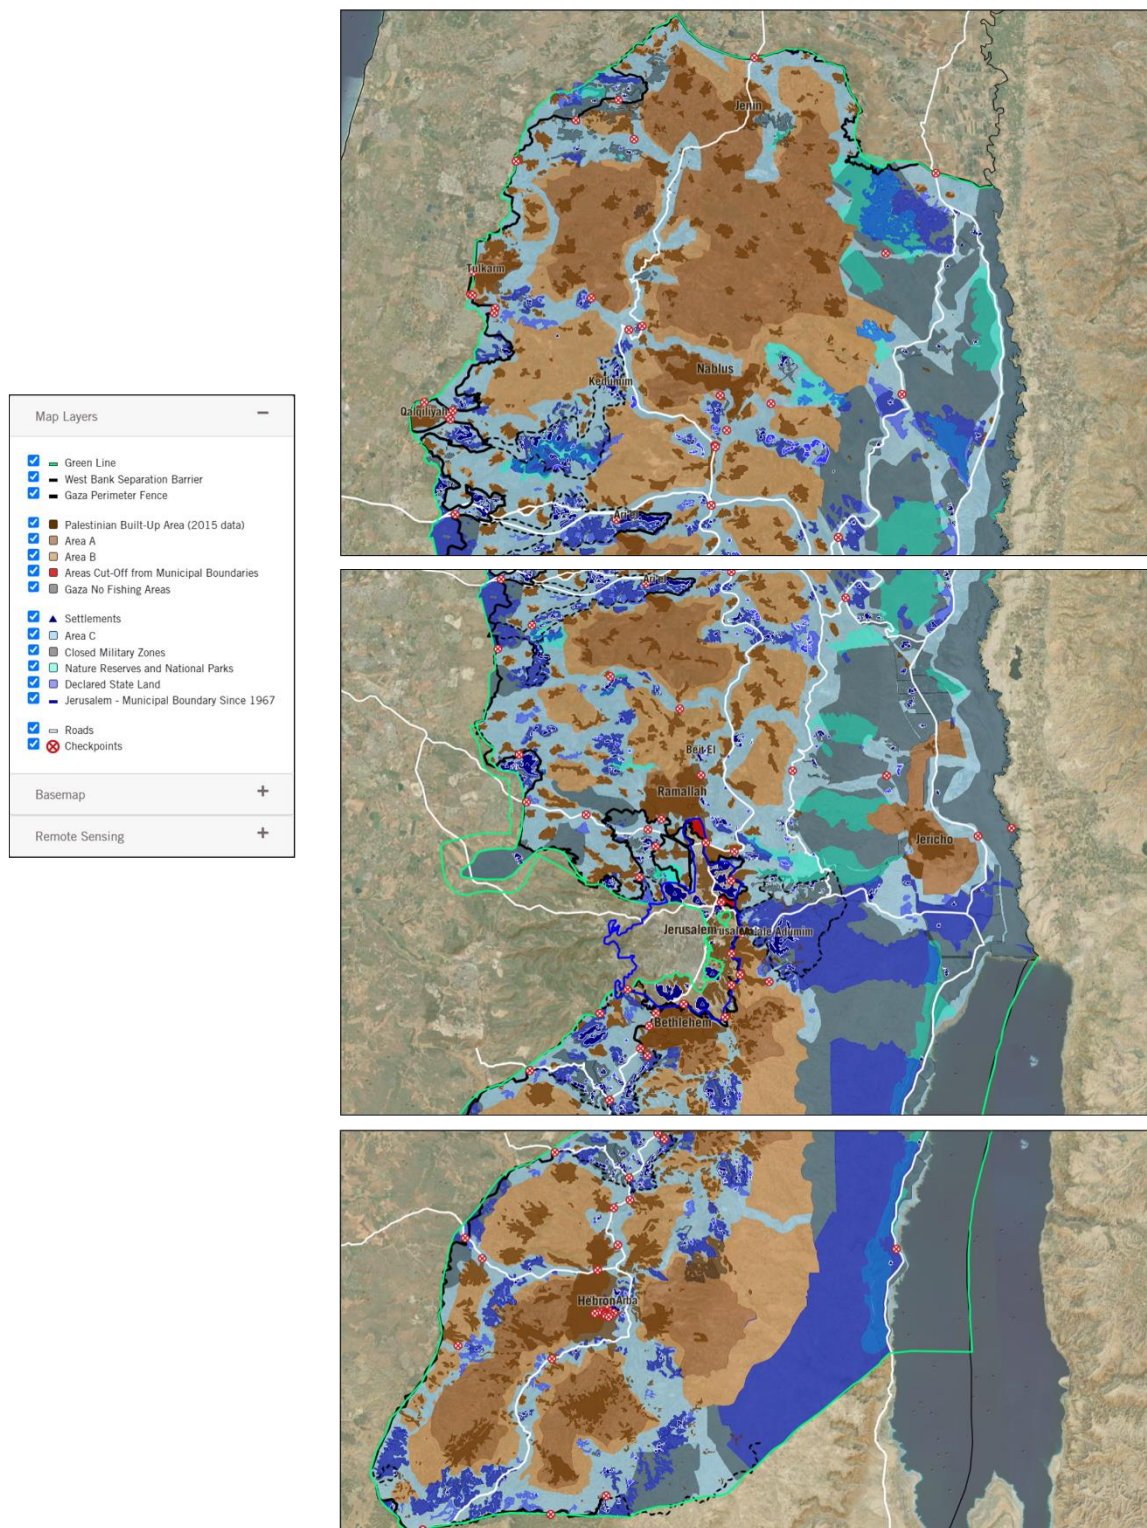 Map Layers
Green Line
West Bank Separation Barrier
Gaza Perimeter Fence
Palestinian Built-Up Area (2015 data)
Area A
Area B
Areas Cut-Off from Municipal Boundaries
Gaza No Fishing Areas
Settlements
Area C
Closed Military Zones
Nature Reserves and National Parks
Declared State Land
Jerusalem - Municipal Boundary Since 1967
Roads
Checkpoints
Basemap
Remote Sensing
Jenin
Tulkarm
Nablus
Kedumim
Qalqiliyah
Ariel
Ariel
Beit El
Ramallah
Jericho
Jerusalem
Adumim
Bethlehem
Hebron
Arba